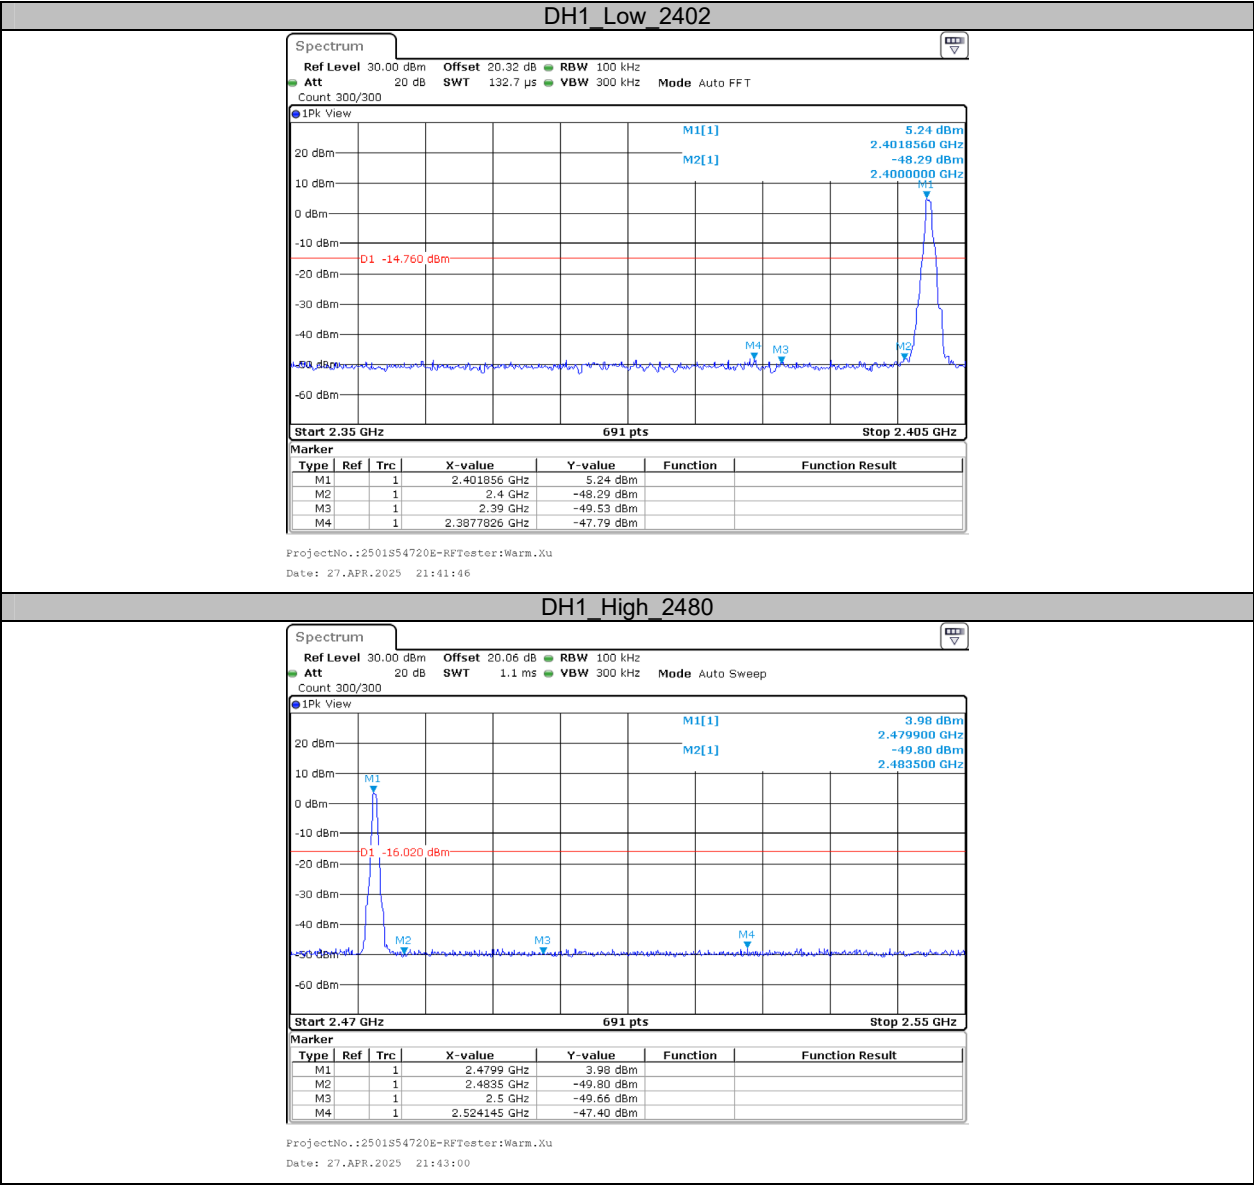 DH1_Low_2402
Spectrum
Ref Level 30.00 dBm Offset 20.32 dB RBW 100 kHz
Att 20 dB SWT 132.7 µs VBW 300 kHz Mode Auto FFT
Count 300/300
1Pk View
M1[1] 5.24 dBm
2.4018560 GHz
M2[1] -48.29 dBm
2.4000000 GHz
M1
20 dBm
10 dBm
0 dBm
-10 dBm
D1 -14.760 dBm
-20 dBm
-30 dBm
-40 dBm
M4 M3 M2
-50 dBm
-60 dBm
Start 2.35 GHz 691 pts Stop 2.405 GHz
Marker
Type Ref Trc X-value Y-value Function Function Result
M1 1 2.401856 GHz 5.24 dBm
M2 1 2.4 GHz -48.29 dBm
M3 1 2.39 GHz -49.53 dBm
M4 1 2.3877826 GHz -47.79 dBm
ProjectNo.:2501S54720E-RFTester:Warm.Xu
Date: 27.APR.2025 21:41:46
DH1_High_2480
Spectrum
Ref Level 30.00 dBm Offset 20.06 dB RBW 100 kHz
Att 20 dB SWT 1.1 ms VBW 300 kHz Mode Auto Sweep
Count 300/300
1Pk View
M1[1] 3.98 dBm
2.479900 GHz
M2[1] -49.80 dBm
2.483500 GHz
20 dBm
10 dBm
M1
0 dBm
-10 dBm
D1 -16.020 dBm
-20 dBm
-30 dBm
-40 dBm
M2 M3 M4
-50 dBm
-60 dBm
Start 2.47 GHz 691 pts Stop 2.55 GHz
Marker
Type Ref Trc X-value Y-value Function Function Result
M1 1 2.4799 GHz 3.98 dBm
M2 1 2.4835 GHz -49.80 dBm
M3 1 2.5 GHz -49.66 dBm
M4 1 2.524145 GHz -47.40 dBm
ProjectNo.:2501S54720E-RFTester:Warm.Xu
Date: 27.APR.2025 21:43:00